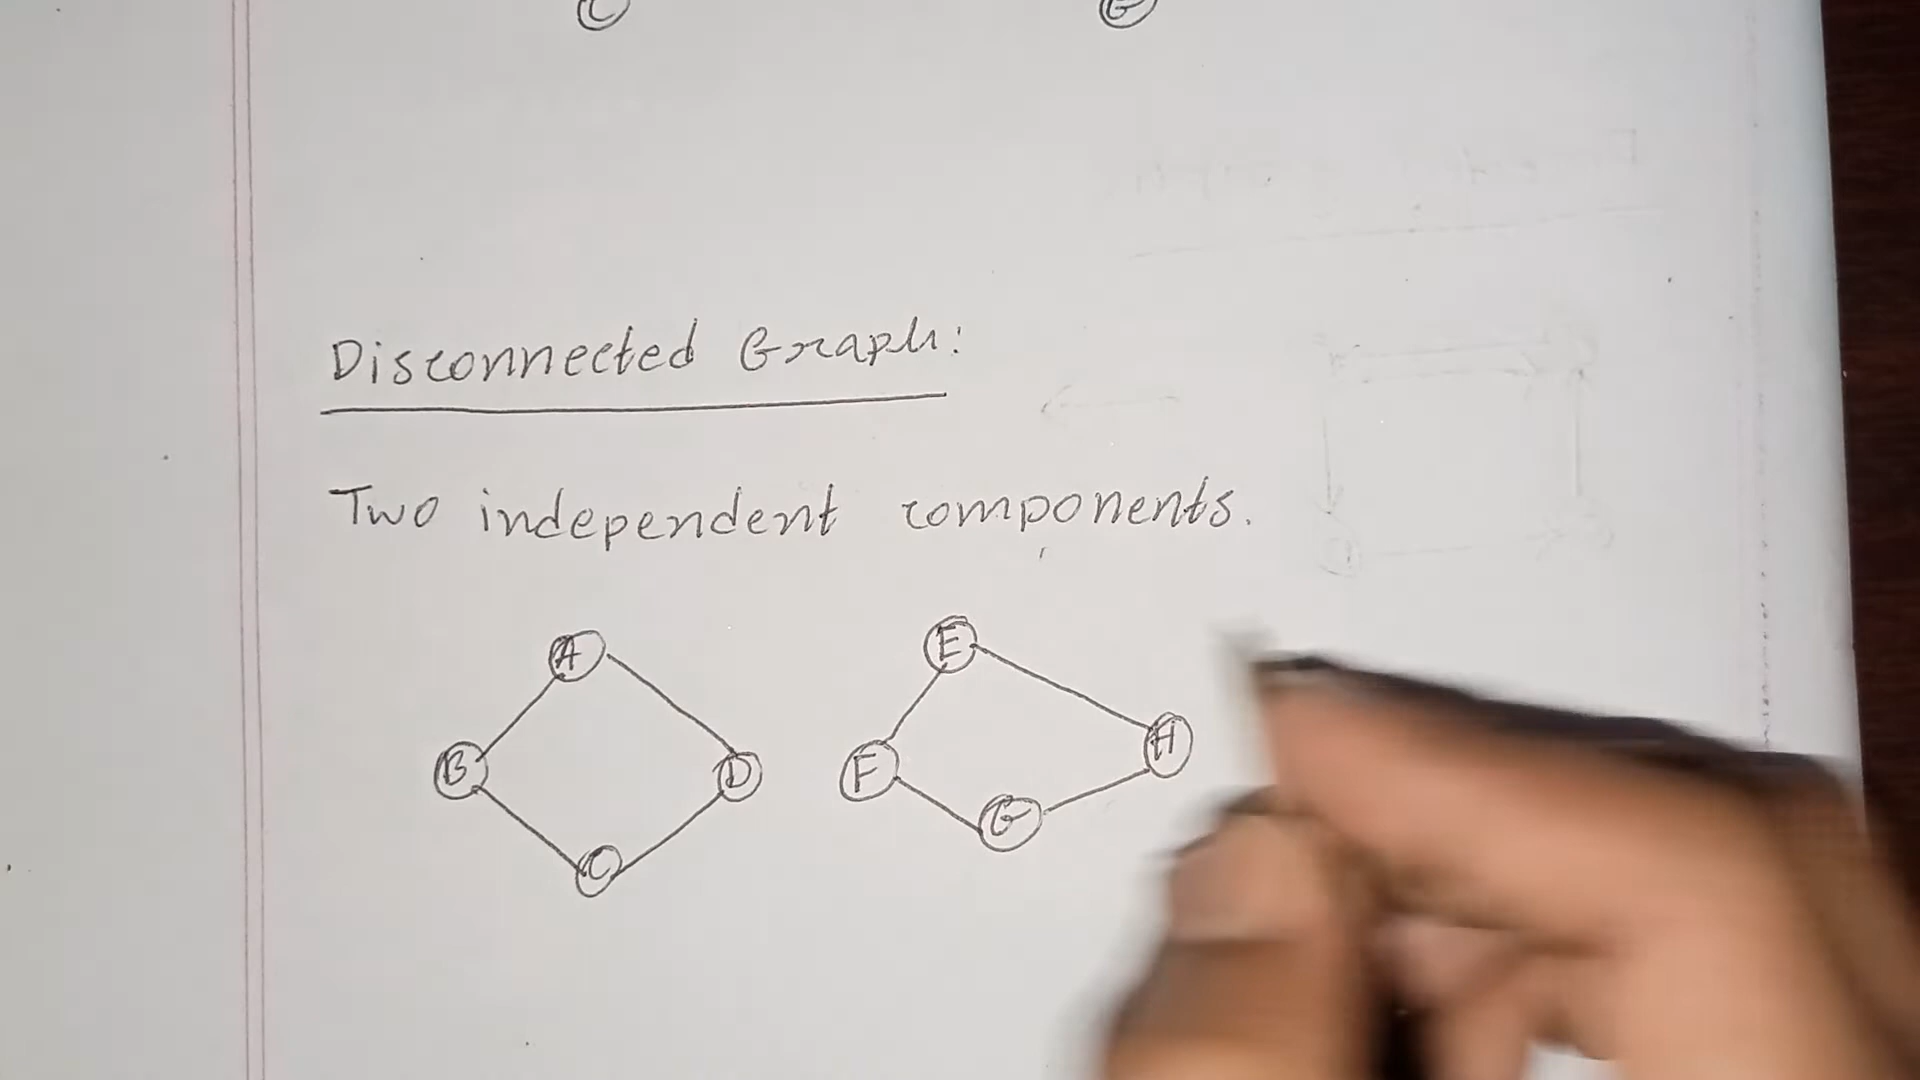 C G
Disconnected Graph:
Two independent components.
A E
B D F H
C G